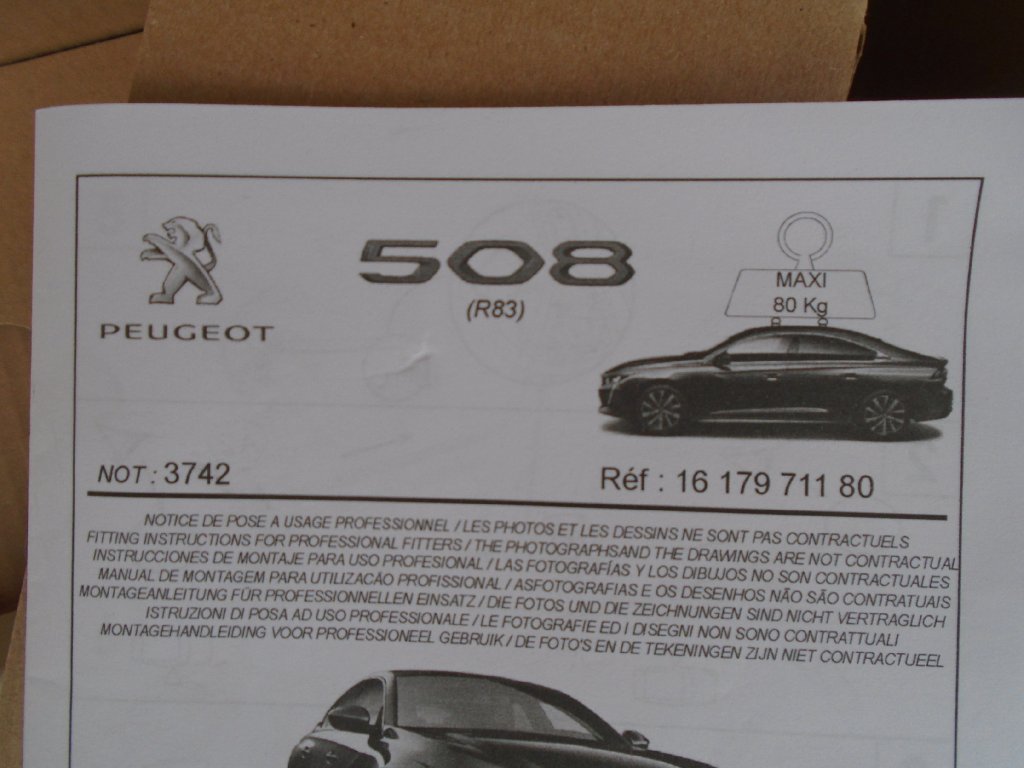 PEUGEOT
508
(R83)
MAXI
80 Kg
NOT : 3742
Réf : 16 179 711 80
NOTICE DE POSE A USAGE PROFESSIONNEL / LES PHOTOS ET LES DESSINS NE SONT PAS CONTRACTUELS
FITTING INSTRUCTIONS FOR PROFESSIONAL FITTERS / THE PHOTOGRAPHSAND THE DRAWINGS ARE NOT CONTRACTUAL
INSTRUCCIONES DE MONTAJE PARA USO PROFESIONAL / LAS FOTOGRAFÍAS Y LOS DIBUJOS NO SON CONTRACTUALES
MANUAL DE MONTAGEM PARA UTILIZACÃO PROFISSIONAL / ASFOTOGRAFIAS E OS DESENHOS NÃO SÃO CONTRATUAIS
MONTAGEANLEITUNG FÜR PROFESSIONNELLEN EINSATZ / DIE FOTOS UND DIE ZEICHNUNGEN SIND NICHT VERTRAGLICH
ISTRUZIONI DI POSA AD USO PROFESSIONALE / LE FOTOGRAFIE ED I DISEGNI NON SONO CONTRATTUALI
MONTAGEHANDLEIDING VOOR PROFESSIONEEL GEBRUIK / DE FOTO'S EN DE TEKENINGEN ZIJN NIET CONTRACTUEEL